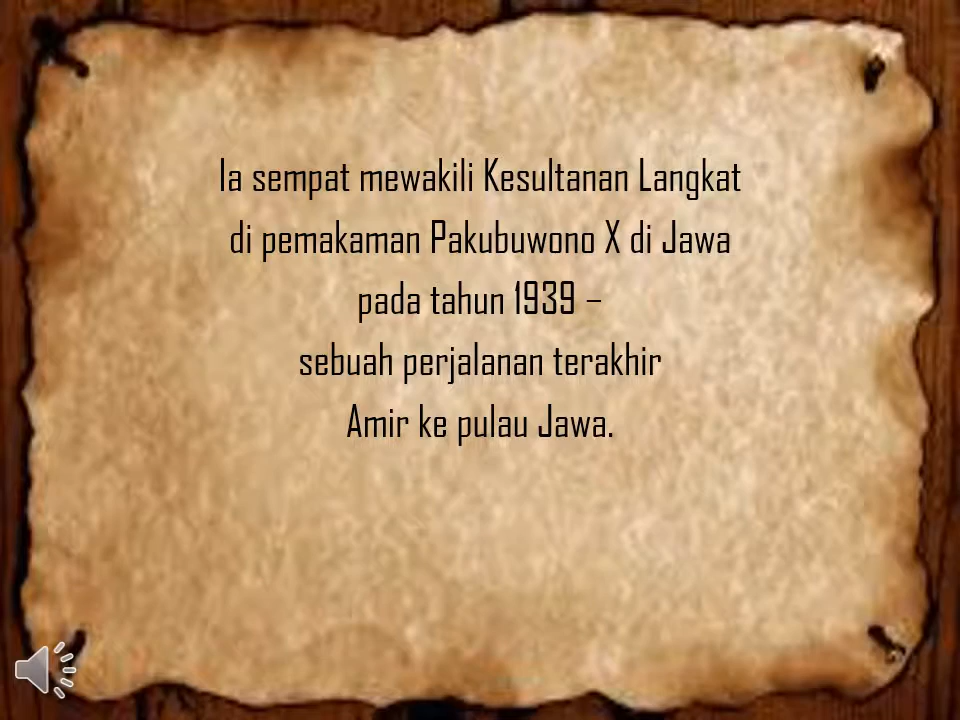 Ia sempat mewakili Kesultanan Langkat
di pemakaman Pakubuwono X di Jawa
pada tahun 1939 –
sebuah perjalanan terakhir
Amir ke pulau Jawa.